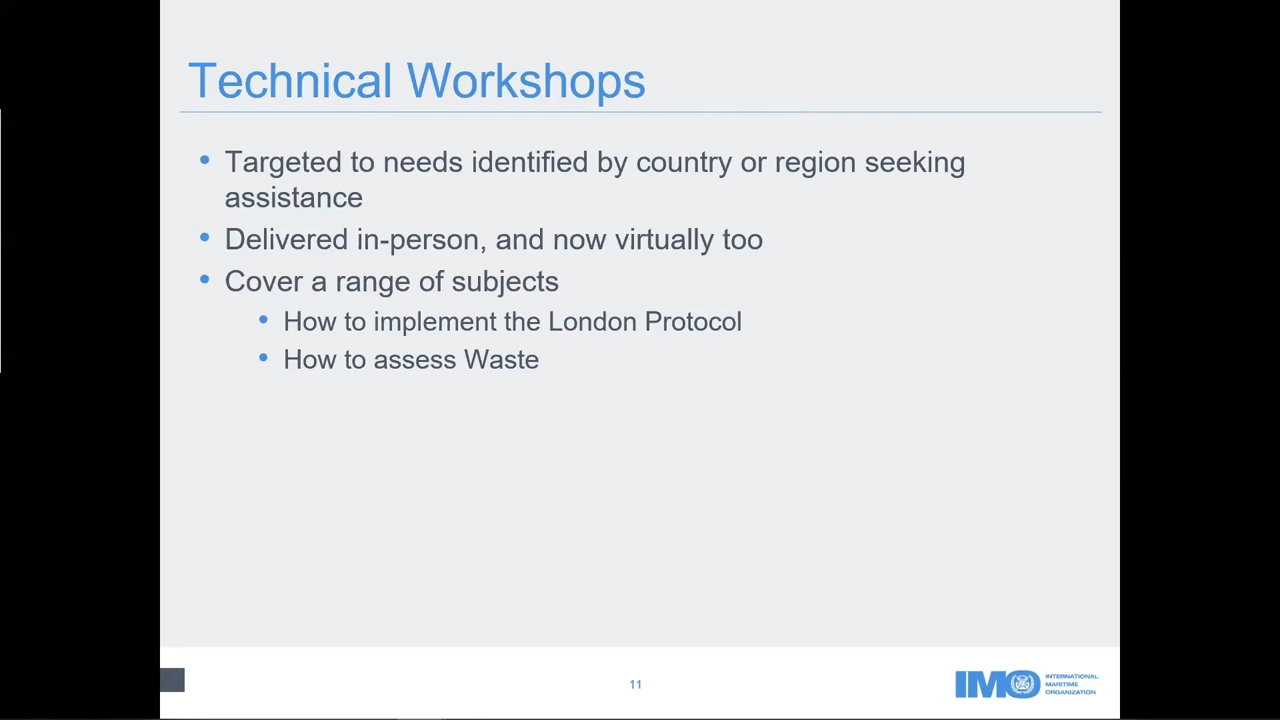 Technical Workshops
• Targeted to needs identified by country or region seeking
assistance
• Delivered in-person, and now virtually too
• Cover a range of subjects
• How to implement the London Protocol
• How to assess Waste
11
IMO
INTERNATIONAL
MARITIME
ORGANIZATION